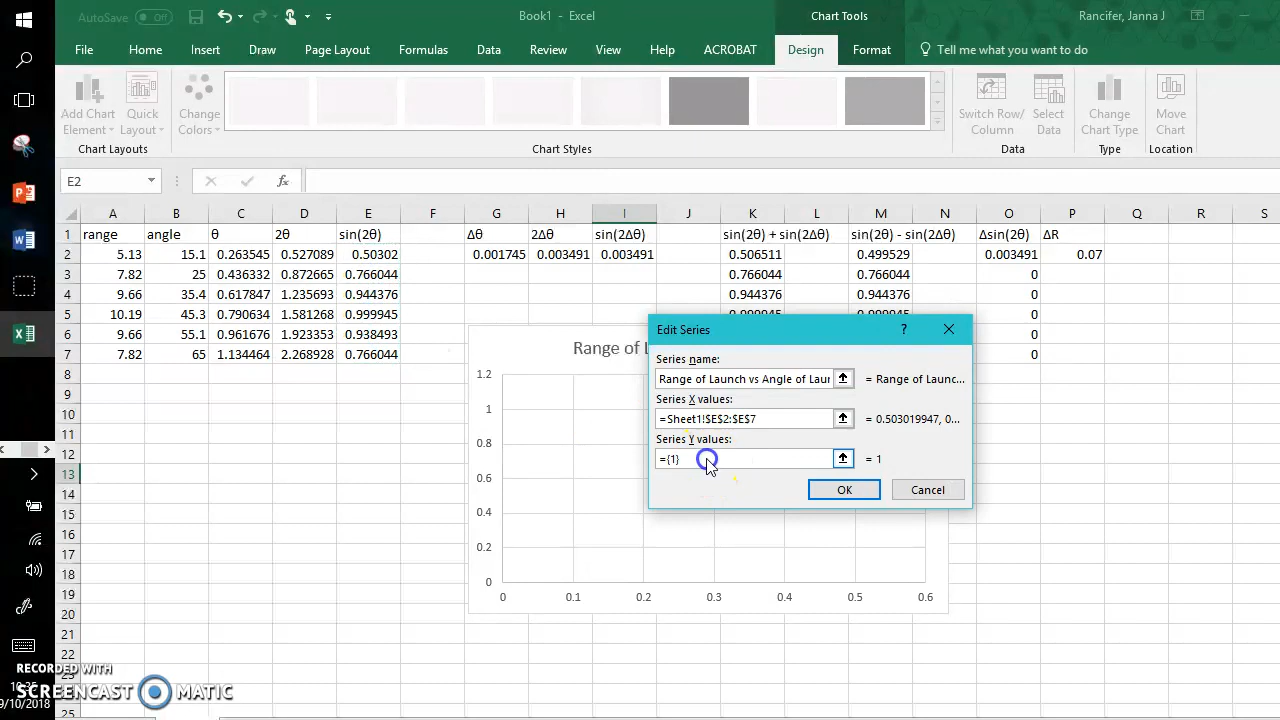 AutoSave Off
Book1 - Excel
Chart Tools
Rancifer, Janna J
File Home Insert Draw Page Layout Formulas Data Review View Help ACROBAT Design Format Tell me what you want to do
Add Chart Element
Quick Layout
Change Colors
Switch Row/ Column
Select Data
Change Chart Type
Move Chart
Chart Layouts
Chart Styles
Data
Type
Location
E2
fx
A B C D E F G H I J K L M N O P Q R S
1 range angle θ 2θ sin(2θ) Δθ 2Δθ sin(2Δθ) sin(2θ) + sin(2Δθ) sin(2θ) - sin(2Δθ) Δsin(2θ) ΔR
2 5.13 15.1 0.263545 0.527089 0.50302 0.001745 0.003491 0.003491 0.506511 0.499529 0.003491 0.07
3 7.82 25 0.436332 0.872665 0.766044 0.766044 0.766044 0
4 9.66 35.4 0.617847 1.235693 0.944376 0.944376 0.944376 0
5 10.19 45.3 0.790634 1.581268 0.999945 0
6 9.66 55.1 0.961676 1.923353 0.938493 0
7 7.82 65 1.134464 2.268928 0.766044 0
8
9
10
11
12
13
14
15
16
17
18
19
20
21
22
23
24
25
Range of L
1.2
1
0.8
0.6
0.4
0.2
0
0 0.1 0.2 0.3 0.4 0.5 0.6
Edit Series ?
Series name:
Range of Launch vs Angle of Laur = Range of Launc...
Series X values:
=Sheet1!$E$2:$E$7 = 0.503019947, 0...
Series Y values:
={1} = 1
OK Cancel
RECORDED WITH
SCREENCAST MATIC
9/10/2018